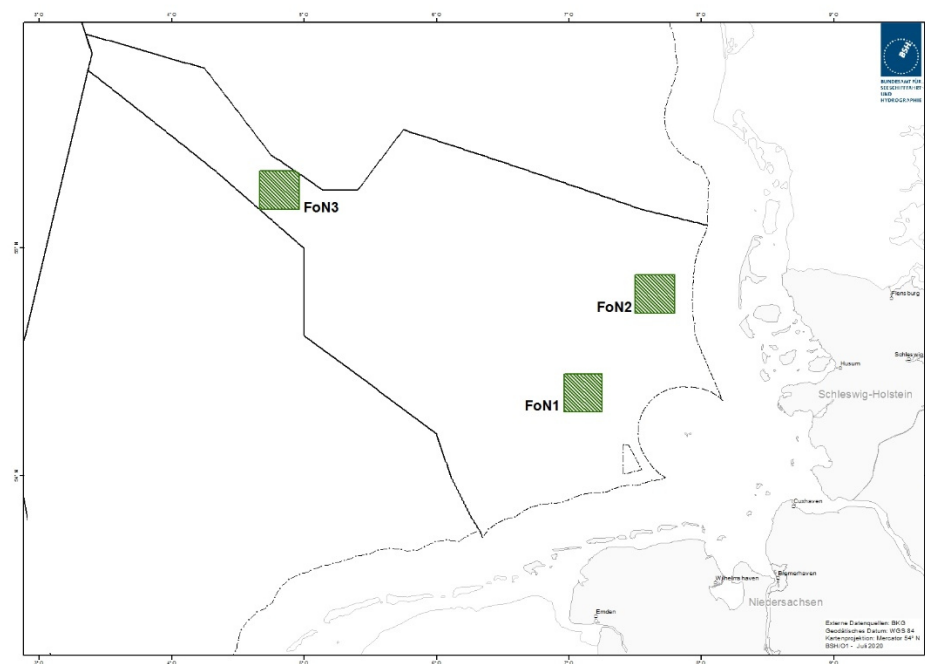 BSH
BUNDESAMT FÜR
SEESCHIFFFAHRT
UND
HYDROGRAPHIE
FoN3
FoN2
FoN1
Flensburg
Schleswig
Husum
Schleswig-Holstein
Cuxhaven
Wilhelmshaven
Bremerhaven
Niedersachsen
Emden
Externe Datenquellen: BKG
Geodätisches Datum: WGS 84
Kartenprojektion: Mercator 54° N
BSH/O1 - Juli 2020